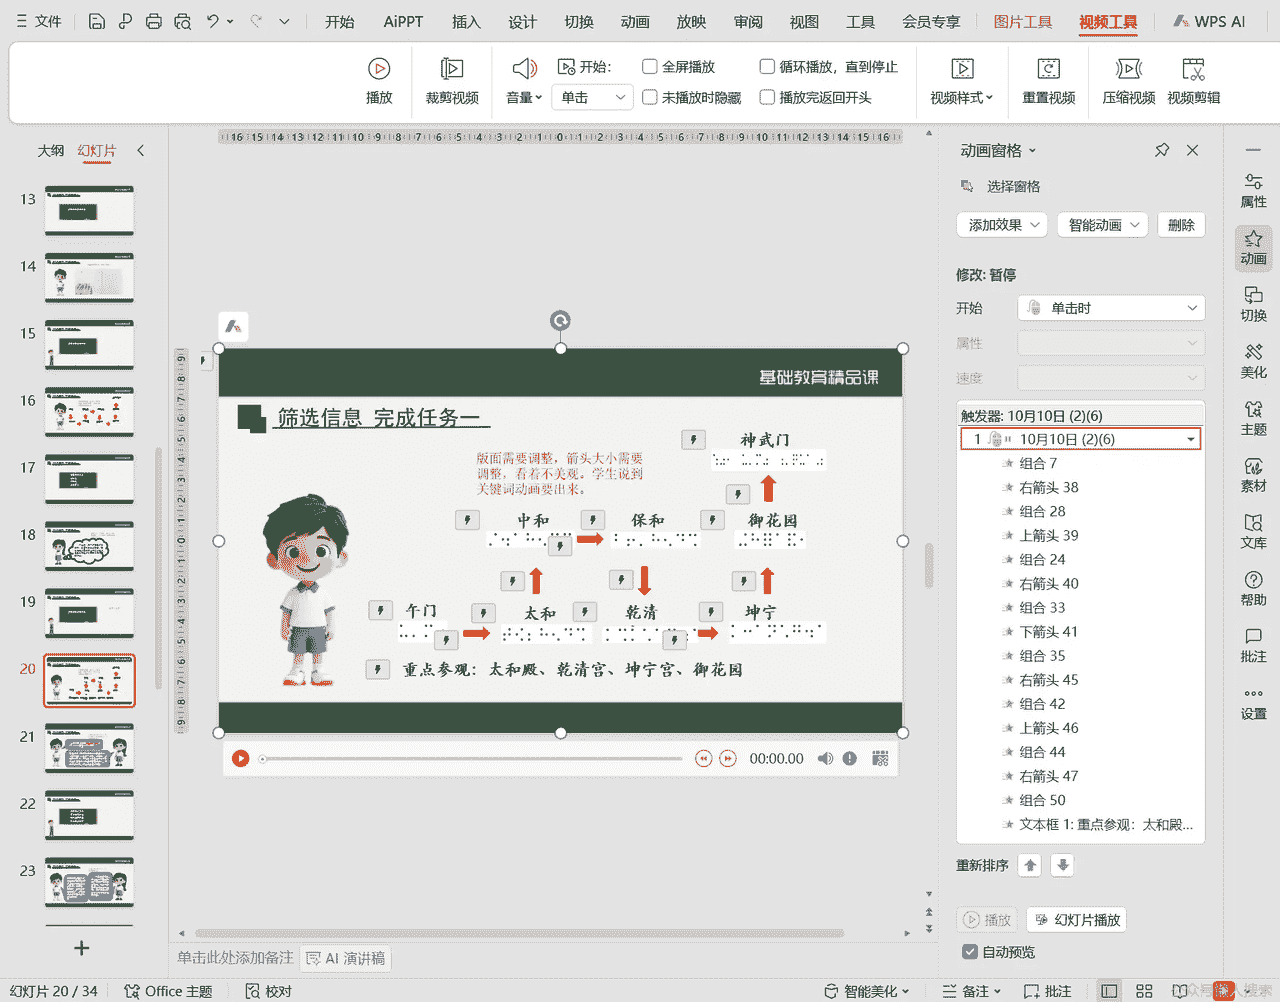 文件
开始 AiPPT 插入 设计 切换 动画 放映 审阅 视图 工具 会员专享 图片工具 视频工具 WPS AI
播放 裁剪视频 音量 开始: 单击 全屏播放 未播放时隐藏 循环播放，直到停止 播放完返回开头 视频样式 重置视频 压缩视频 视频剪辑
大纲 幻灯片
13
14
15
16
17
18
19
20
21
22
23
基础教育精品课
筛选信息 完成任务一
版面需要调整，箭头大小需要
调整，看着不美观。学生说到
关键词动画要出来。
神武门
中和 保和 御花园
午门 太和 乾清 坤宁
重点参观：太和殿、乾清宫、坤宁宫、御花园
00:00.00
单击此处添加备注 AI 演讲稿
动画窗格
选择窗格
添加效果 智能动画 删除
修改: 暂停
开始 单击时
属性
速度
触发器: 10月10日 (2)(6)
1 10月10日 (2)(6)
组合 7
右箭头 38
组合 28
上箭头 39
组合 24
右箭头 40
组合 33
下箭头 41
组合 35
右箭头 45
组合 42
上箭头 46
组合 44
右箭头 47
组合 50
文本框 1: 重点参观：太和殿...
重新排序
播放 幻灯片播放
自动预览
属性
动画
切换
美化
主题
素材
文库
帮助
批注
设置
幻灯片 20 / 34 Office 主题 校对 智能美化 备注 批注